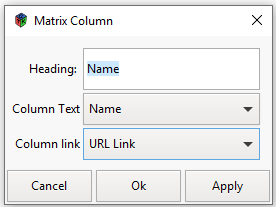 Matrix Column
Heading: Name
Column Text Name
Column link URL Link
Cancel Ok Apply